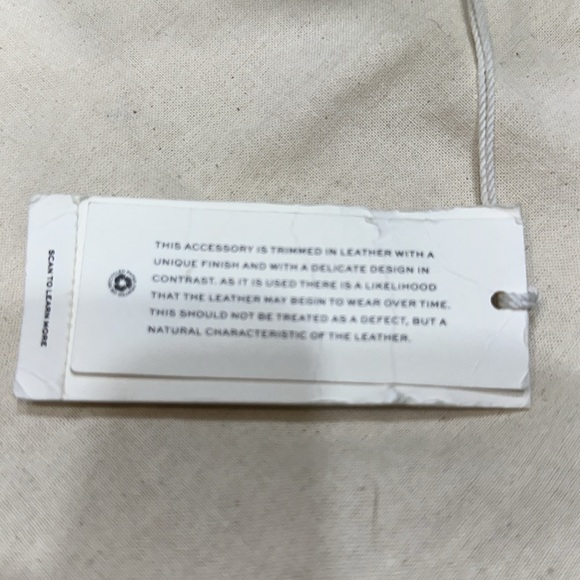 THIS ACCESSORY IS TRIMMED IN LEATHER WITH A
UNIQUE FINISH AND WITH A DELICATE DESIGN IN
CONTRAST. AS IT IS USED THERE IS A LIKELIHOOD
THAT THE LEATHER MAY BEGIN TO WEAR OVER TIME.
THIS SHOULD NOT BE TREATED AS A DEFECT, BUT A
NATURAL CHARACTERISTIC OF THE LEATHER.
SCAN TO LEARN MORE